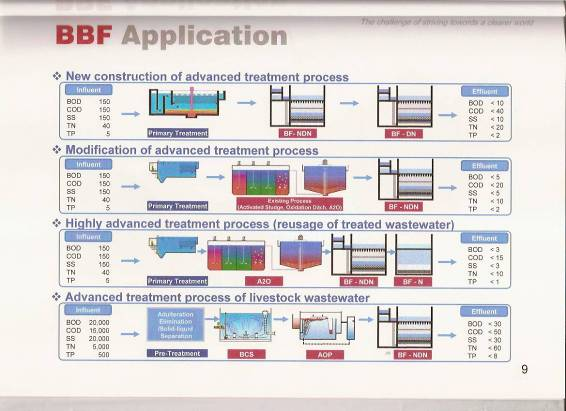 The challenge of striving towards a clearer world
BBF Application
❖ New construction of advanced treatment process
Influent
BOD 150
COD 150
SS 150
TN 40
TP 5
Primary Treatment
BF- NDN
BF - DN
Effluent
BOD < 10
COD < 40
SS < 10
TN < 20
TP < 2
❖ Modification of advanced treatment process
Influent
BOD 150
COD 150
SS 150
TN 40
TP 5
Primary Treatment
Existing Process
(Activated Sludge, Oxidation Ditch, A2O)
BF - NDN
Effluent
BOD < 5
COD < 20
SS < 5
TN < 10
TP < 2
❖ Highly advanced treatment process (reusage of treated wastewater)
Influent
BOD 150
COD 150
SS 150
TN 40
TP 5
Primary Treatment
A2O
BF - NDN
BF - N
Effluent
BOD < 3
COD < 15
SS < 3
TN < 10
TP < 1
❖ Advanced treatment process of livestock wastewater
Influent
BOD 20,000
COD 16,000
SS 20,000
TN 5,000
TP 500
Adulteration
Elimination
/Solid-liquid
Separation
Pre-Treatment
BCS
AOP
BF - NDN
Effluent
BOD < 30
COD < 50
SS < 30
TN < 60
TP < 8
9